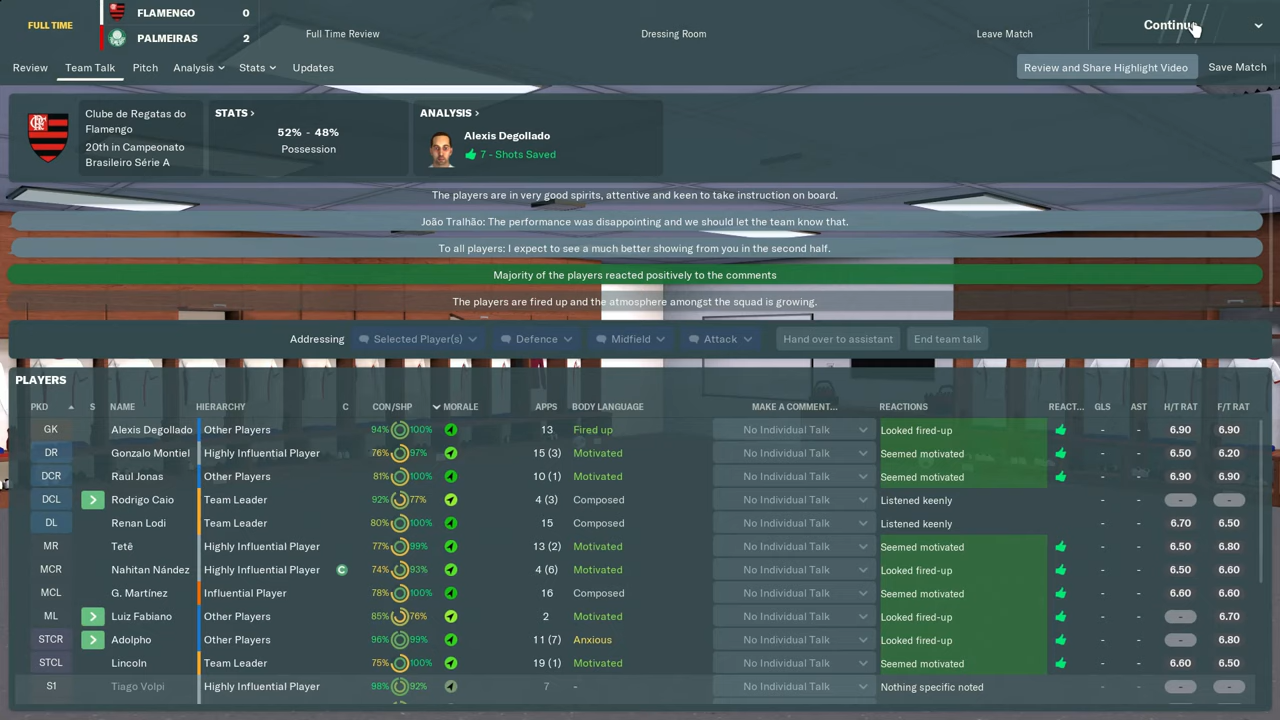 FULL TIME
FLAMENGO 0
PALMEIRAS 2
Full Time Review
Dressing Room
Leave Match
Continue
Review
Team Talk
Pitch
Analysis
Stats
Updates
Review and Share Highlight Video
Save Match
Clube de Regatas do
Flamengo
20th in Campeonato
Brasileiro Série A
STATS
52% - 48%
Possession
ANALYSIS
Alexis Degollado
7 - Shots Saved
The players are in very good spirits, attentive and keen to take instruction on board.
João Tralhão: The performance was disappointing and we should let the team know that.
To all players: I expect to see a much better showing from you in the second half.
Majority of the players reacted positively to the comments
The players are fired up and the atmosphere amongst the squad is growing.
Addressing Selected Player(s) Defence Midfield Attack Hand over to assistant End team talk
PLAYERS
PKD S NAME HIERARCHY C CON/SHP MORALE APPS BODY LANGUAGE MAKE A COMMENT... REACTIONS REACT... GLS AST H/T RAT F/T RAT
GK Alexis Degollado Other Players 94% 100% 13 Fired up No Individual Talk Looked fired-up - - 6.90 6.90
DR Gonzalo Montiel Highly Influential Player 76% 97% 15 (3) Motivated No Individual Talk Seemed motivated - - 6.50 6.20
DCR Raul Jonas Other Players 81% 100% 10 (1) Motivated No Individual Talk Seemed motivated - - 6.90 6.90
DCL Rodrigo Caio Team Leader 92% 77% 4 (3) Composed No Individual Talk Listened keenly - - - -
DL Renan Lodi Team Leader 80% 100% 15 Composed No Individual Talk Listened keenly - - 6.70 6.50
MR Tetê Highly Influential Player 77% 99% 13 (2) Motivated No Individual Talk Seemed motivated - - 6.50 6.80
MCR Nahitan Nández Highly Influential Player C 74% 93% 4 (6) Motivated No Individual Talk Looked fired-up - - 6.50 6.60
MCL G. Martínez Influential Player 78% 100% 16 Composed No Individual Talk Seemed motivated - - 6.60 6.60
ML Luiz Fabiano Other Players 85% 76% 2 Motivated No Individual Talk Looked fired-up - - - 6.70
STCR Adolpho Other Players 96% 99% 11 (7) Anxious No Individual Talk Looked fired-up - - - 6.80
STCL Lincoln Team Leader 75% 100% 19 (1) Motivated No Individual Talk Seemed motivated - - 6.60 6.50
S1 Tiago Volpi Highly Influential Player 98% 92% 7 - No Individual Talk Nothing specific noted - - - -